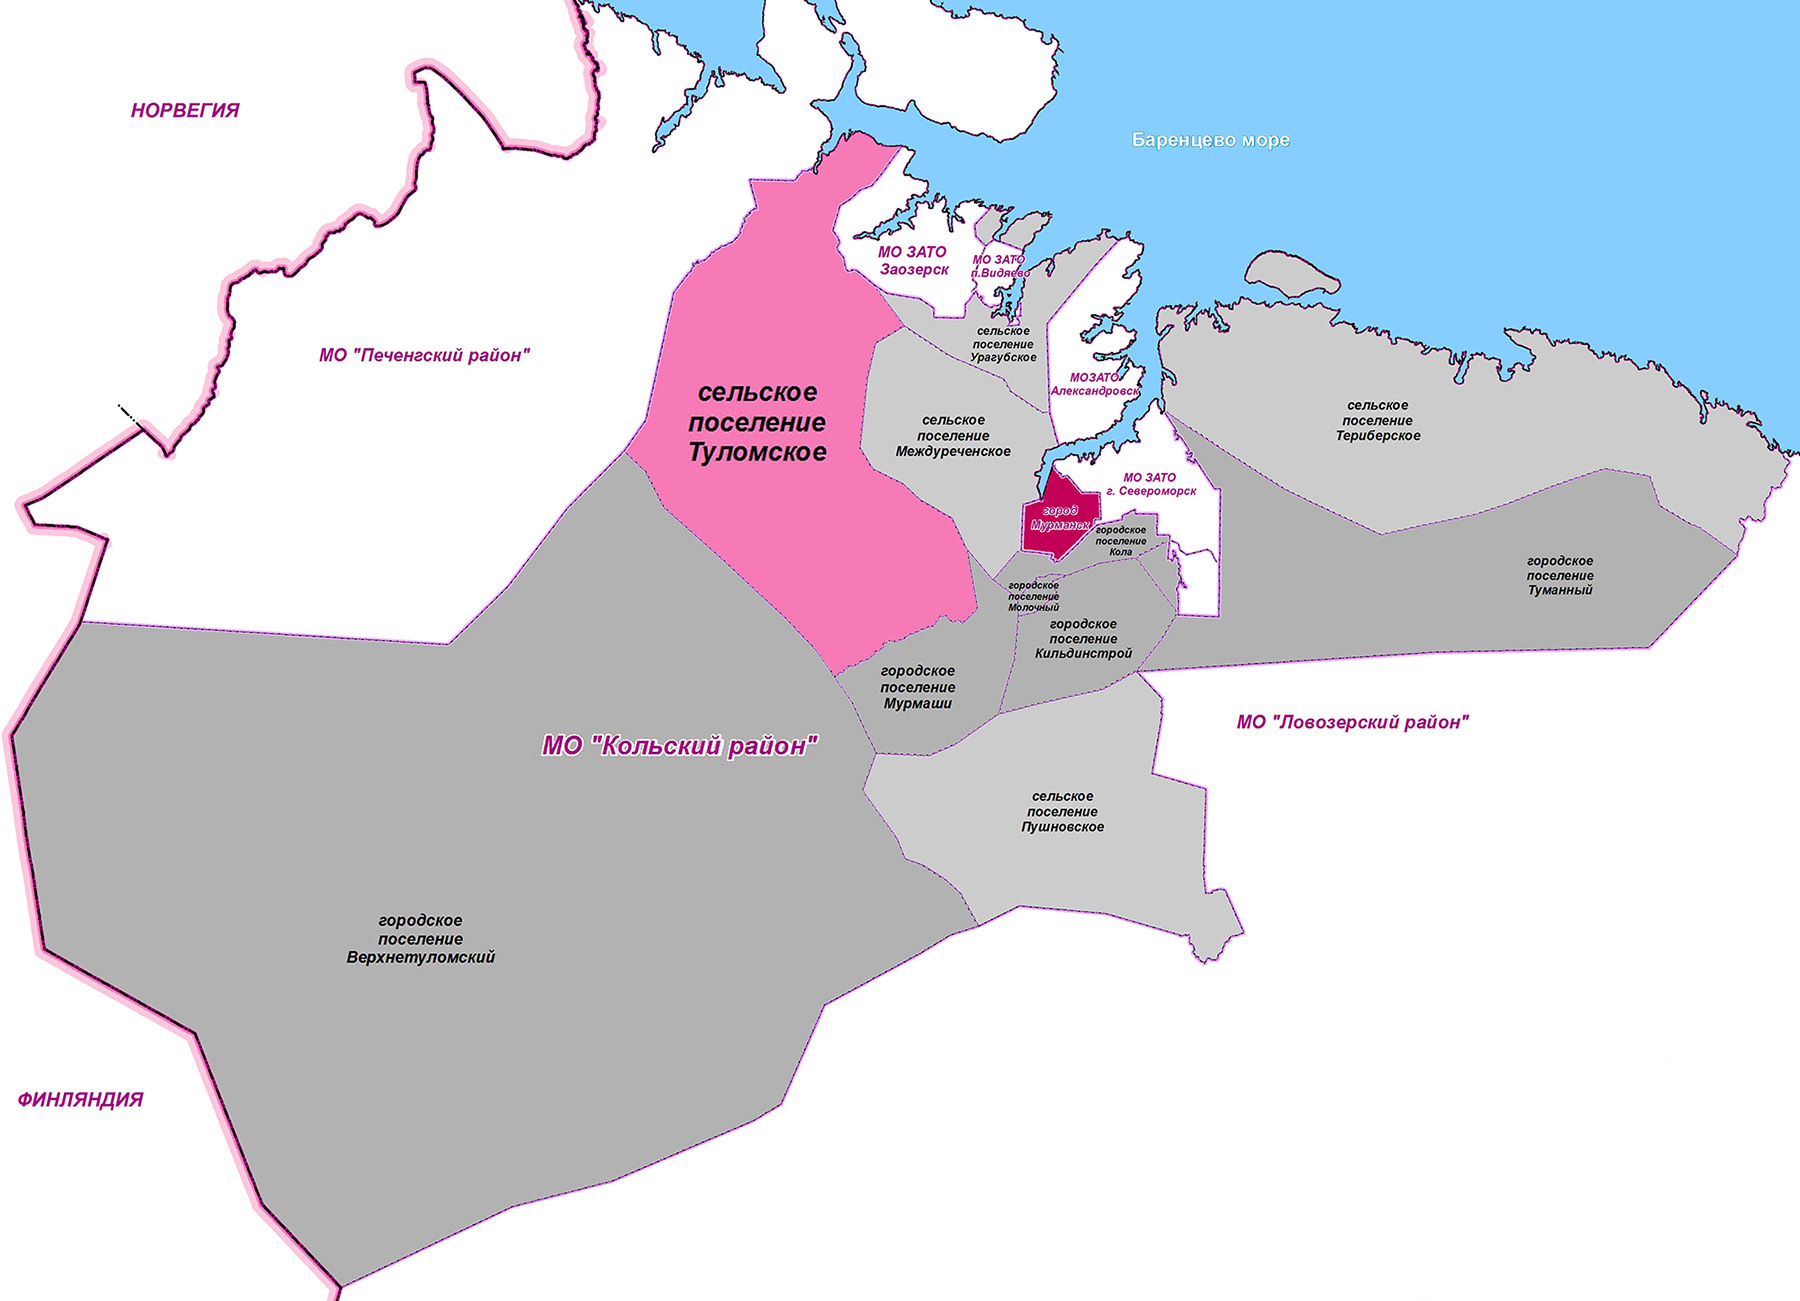 НОРВЕГИЯ
Баренцево море
МО "Печенгский район"
МО ЗАТО
Заозерск
МО ЗАТО
п.Видяево
сельское
поселение
Урагубское
МОЗАТО
Александровск
сельское
поселение
Туломское
сельское
поселение
Междуреченское
сельское
поселение
Териберское
МО ЗАТО
г. Североморск
город
Мурманск
городское
поселение
Кола
городское
поселение
Молочный
городское
поселение
Туманный
городское
поселение
Кильдинстрой
городское
поселение
Мурмаши
МО "Кольский район"
МО "Ловозерский район"
сельское
поселение
Пушновское
городское
поселение
Верхнетуломский
ФИНЛЯНДИЯ